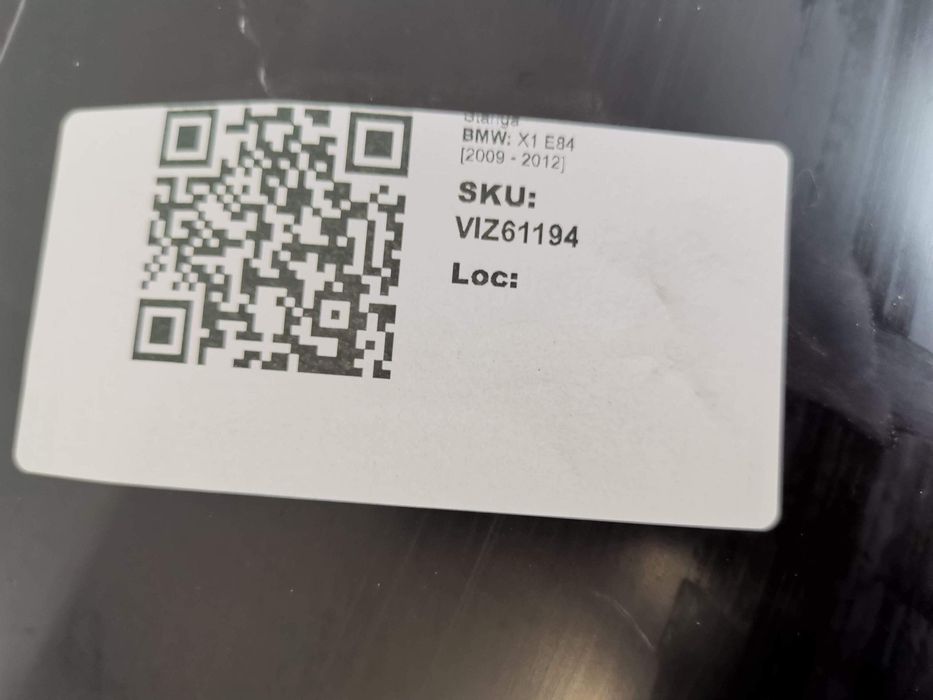 Stanga
BMW: X1 E84
[2009 - 2012]
SKU:
VIZ61194
Loc: